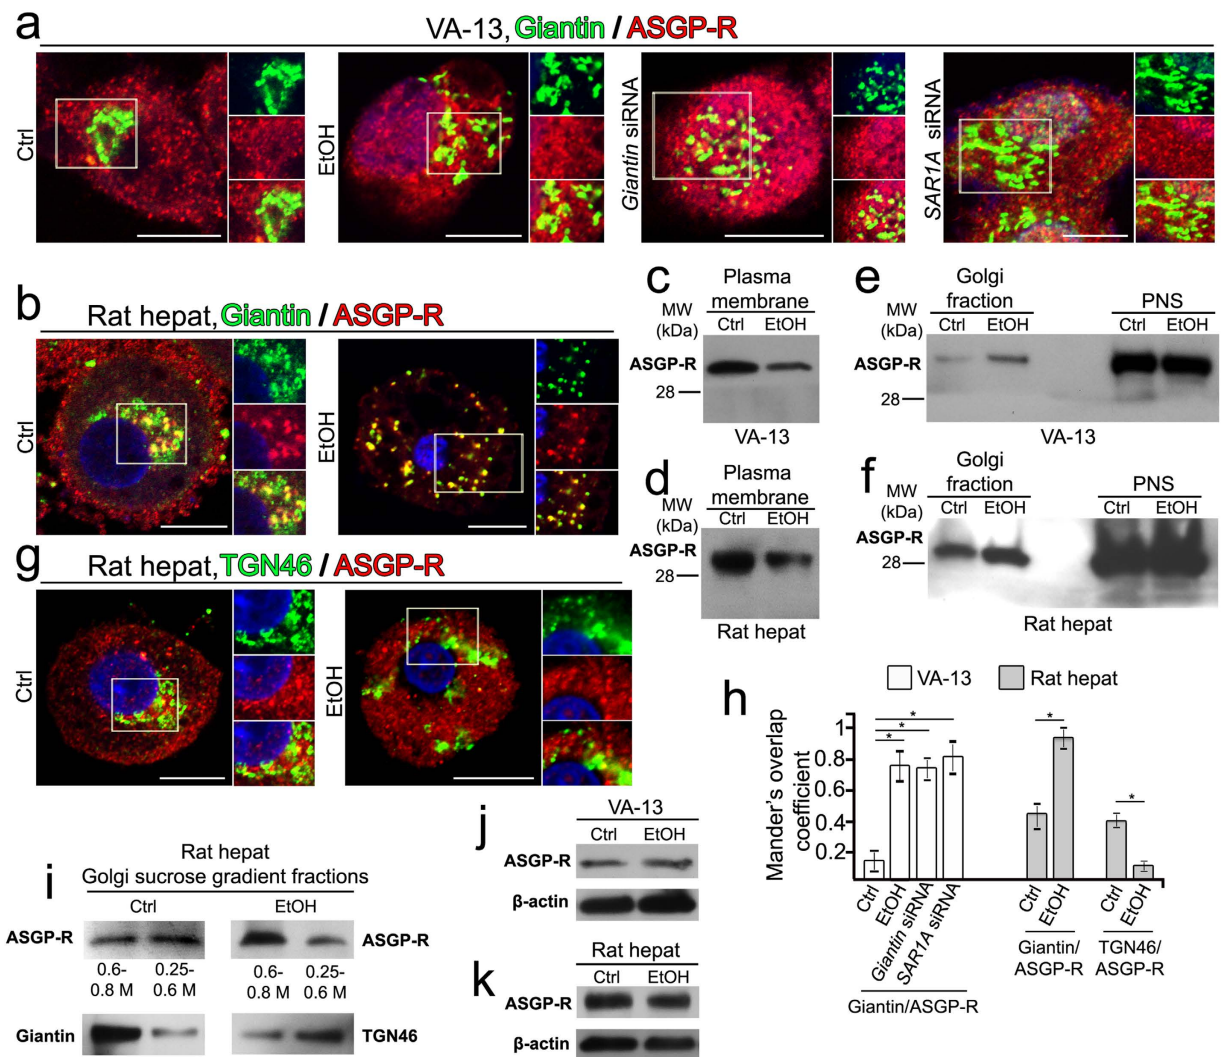 a
VA-13, Giantin / ASGP-R
Ctrl
EtOH
Giantin siRNA
SAR1A siRNA
b
Rat hepat, Giantin / ASGP-R
Ctrl
EtOH
c
MW
(kDa)
Plasma
membrane
Ctrl EtOH
ASGP-R
28
VA-13
d
MW
(kDa)
Plasma
membrane
Ctrl EtOH
ASGP-R
28
Rat hepat
e
MW
(kDa)
Golgi
fraction
PNS
Ctrl EtOH Ctrl EtOH
ASGP-R
28
VA-13
f
MW
(kDa)
Golgi
fraction
PNS
Ctrl EtOH Ctrl EtOH
ASGP-R
28
Rat hepat
g
Rat hepat, TGN46 / ASGP-R
Ctrl
EtOH
h
VA-13 Rat hepat
Mander's overlap
coefficient
1
0.8
0.6
0.4
0.2
* * * * *
Ctrl
EtOH
Giantin siRNA
SAR1A siRNA
Giantin/ASGP-R
Ctrl
EtOH
Giantin/
ASGP-R
Ctrl
EtOH
TGN46/
ASGP-R
i
Rat hepat
Golgi sucrose gradient fractions
Ctrl EtOH
ASGP-R ASGP-R
0.6- 0.25- 0.6- 0.25-
0.8 M 0.6 M 0.8 M 0.6 M
Giantin TGN46
j
VA-13
Ctrl EtOH
ASGP-R
β-actin
k
Rat hepat
Ctrl EtOH
ASGP-R
β-actin